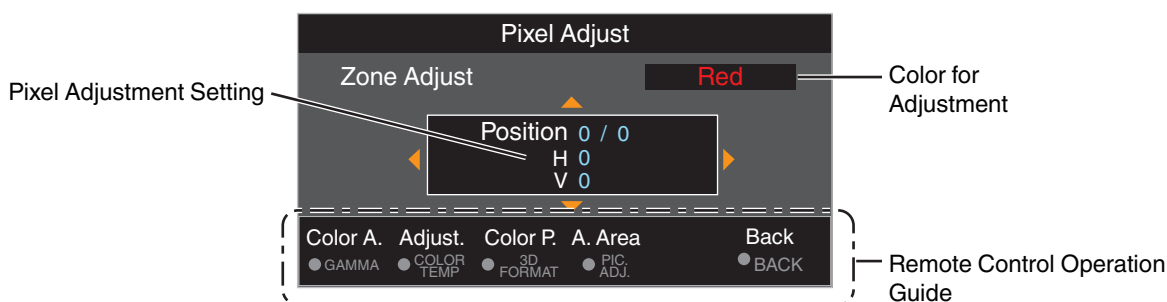 Pixel Adjust
Zone Adjust
Red
Pixel Adjustment Setting
Color for
Adjustment
Position 0 / 0
H 0
V 0
Color A. Adjust. Color P. A. Area Back
GAMMA COLOR TEMP 3D FORMAT PIC. ADJ. BACK
Remote Control Operation
Guide